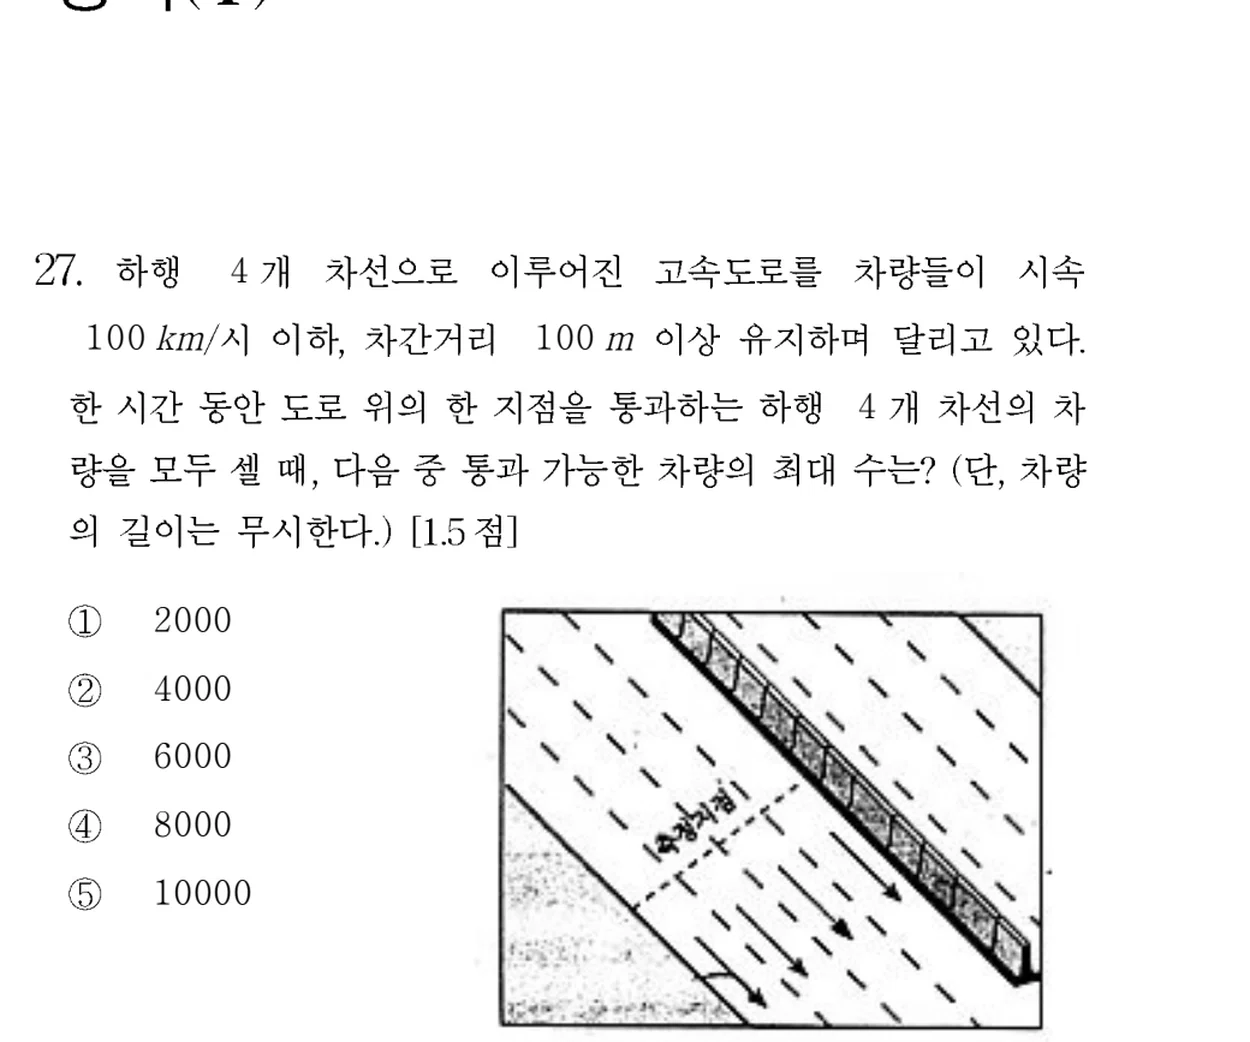 27. 하행 4개 차선으로 이루어진 고속도로를 차량들이 시속
100 km/시 이하, 차간거리 100 m 이상 유지하며 달리고 있다.
한 시간 동안 도로 위의 한 지점을 통과하는 하행 4개 차선의 차
량을 모두 셀 때, 다음 중 통과 가능한 차량의 최대 수는? (단, 차량
의 길이는 무시한다.) [1.5점]
① 2000
② 4000
③ 6000
④ 8000
⑤ 10000
측정지점